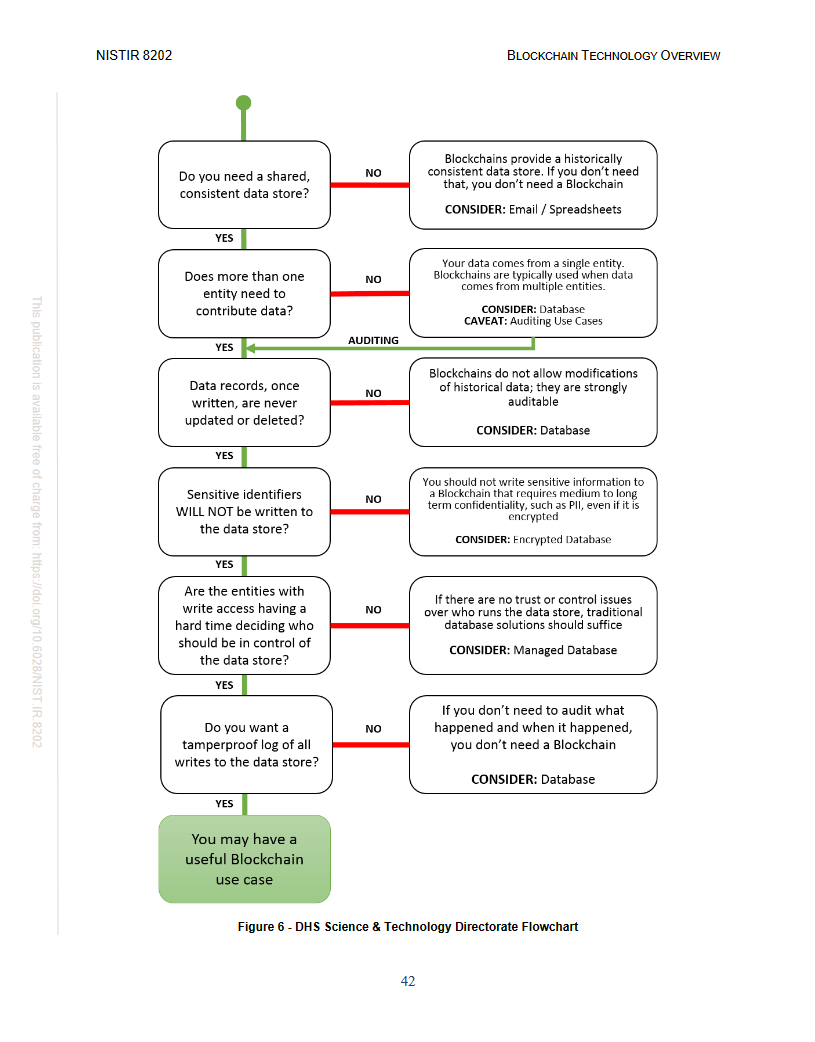 NISTIR 8202
BLOCKCHAIN TECHNOLOGY OVERVIEW
This publication is available free of charge from: https://doi.org/10.6028/NIST.IR.8202
Do you need a shared,
consistent data store?
NO
Blockchains provide a historically
consistent data store. If you don’t need
that, you don’t need a Blockchain
CONSIDER: Email / Spreadsheets
YES
Does more than one
entity need to
contribute data?
NO
Your data comes from a single entity.
Blockchains are typically used when data
comes from multiple entities.
CONSIDER: Database
CAVEAT: Auditing Use Cases
AUDITING
YES
Data records, once
written, are never
updated or deleted?
NO
Blockchains do not allow modifications
of historical data; they are strongly
auditable
CONSIDER: Database
YES
Sensitive identifiers
WILL NOT be written to
the data store?
NO
You should not write sensitive information to
a Blockchain that requires medium to long
term confidentiality, such as PII, even if it is
encrypted
CONSIDER: Encrypted Database
YES
Are the entities with
write access having a
hard time deciding who
should be in control of
the data store?
NO
If there are no trust or control issues
over who runs the data store, traditional
database solutions should suffice
CONSIDER: Managed Database
YES
Do you want a
tamperproof log of all
writes to the data store?
NO
If you don’t need to audit what
happened and when it happened,
you don’t need a Blockchain
CONSIDER: Database
YES
You may have a
useful Blockchain
use case
Figure 6 - DHS Science & Technology Directorate Flowchart
42